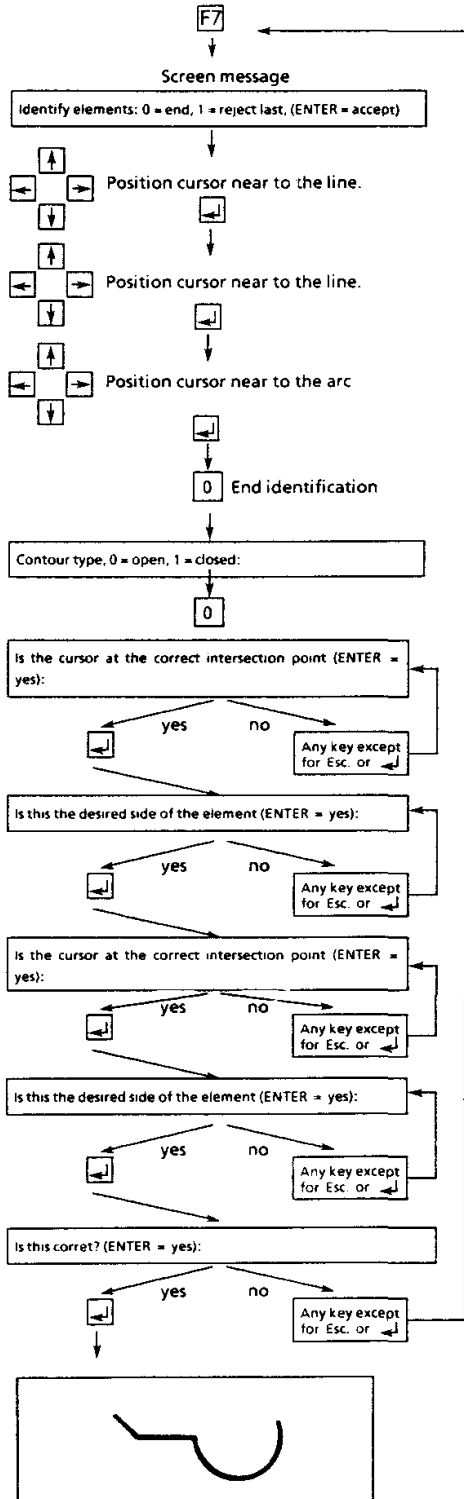 F7
Screen message
Identify elements: 0 = end, 1 = reject last, (ENTER = accept)
Position cursor near to the line.
Position cursor near to the line.
Position cursor near to the arc
0 End identification
Contour type, 0 = open, 1 = closed:
0
Is the cursor at the correct intersection point (ENTER =
yes):
yes no
Any key except
for Esc. or
Is this the desired side of the element (ENTER = yes):
yes no
Any key except
for Esc. or
Is the cursor at the correct intersection point (ENTER =
yes):
yes no
Any key except
for Esc. or
Is this the desired side of the element (ENTER = yes):
yes no
Any key except
for Esc. or
Is this corret? (ENTER = yes):
yes no
Any key except
for Esc. or